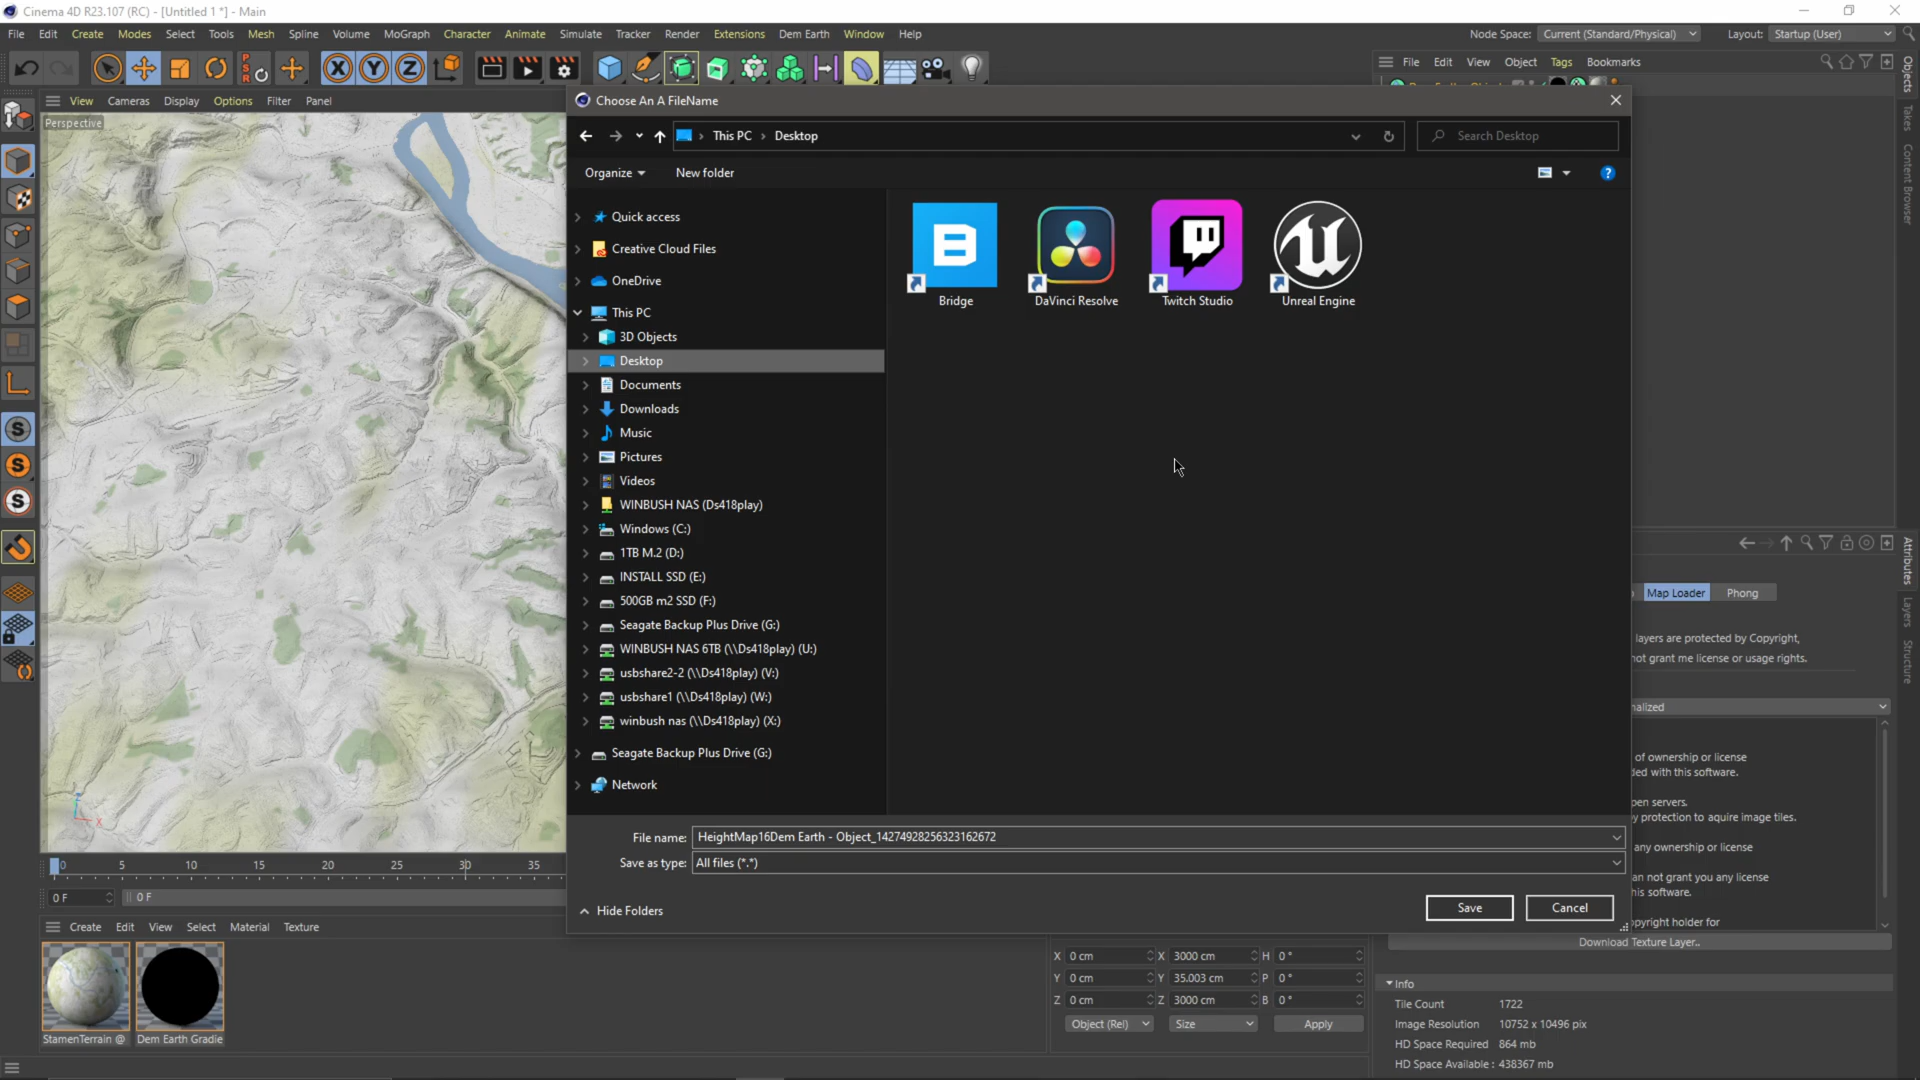 Cinema 4D R23.107 (RC) - [Untitled 1 *] - Main
File Edit Create Modes Select Tools Mesh Spline Volume MoGraph Character Animate Simulate Tracker Render Extensions Dem Earth Window Help
Node Space: Current (Standard/Physical) Layout: Startup (User)
File Edit View Object Tags Bookmarks
View Cameras Display Options Filter Panel
Perspective
Choose An A FileName
This PC > Desktop
Search Desktop
Organize New folder
Quick access
Creative Cloud Files
OneDrive
This PC
3D Objects
Desktop
Documents
Downloads
Music
Pictures
Videos
WINBUSH NAS (Ds418play)
Windows (C:)
1TB M.2 (D:)
INSTALL SSD (E:)
500GB m2 SSD (F:)
Seagate Backup Plus Drive (G:)
WINBUSH NAS 6TB (\\Ds418play) (U:)
usbshare2-2 (\\Ds418play) (V:)
usbshare1 (\\Ds418play) (W:)
winbush nas (\\Ds418play) (X:)
Seagate Backup Plus Drive (G:)
Network
Bridge
DaVinci Resolve
Twitch Studio
Unreal Engine
File name: HeightMap16Dem Earth - Object_14274928256323162672
Save as type: All files (*.*)
Hide Folders
Save Cancel
Objects
Takes
Content Browser
Attributes
Layers
Structure
Map Loader Phong
layers are protected by Copyright,
not grant me license or usage rights.
nalized
of ownership or license
ded with this software.
pen servers.
y protection to aquire image tiles.
any ownership or license
an not grant you any license
his software.
opyright holder for
Download Texture Layer..
Info
Tile Count 1722
Image Resolution 10752 x 10496 pix
HD Space Required 864 mb
HD Space Available : 438367 mb
0 5 10 15 20 25 30 35
0 F 0 F
Create Edit View Select Material Texture
StamenTerrain @
Dem Earth Gradie
X 0 cm X 3000 cm H 0 °
Y 0 cm Y 35.003 cm P 0 °
Z 0 cm Z 3000 cm B 0 °
Object (Rel) Size Apply